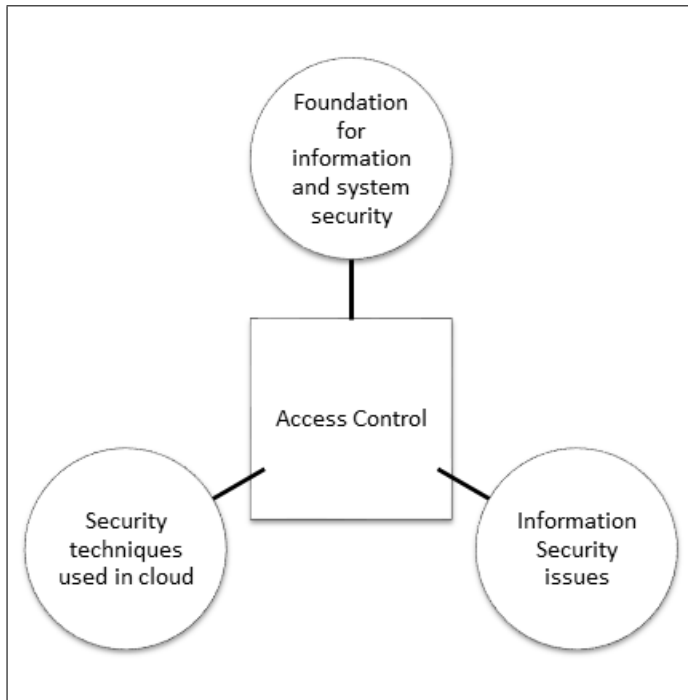 Foundation
for
information
and system
security
Access Control
Security
techniques
used in cloud
Information
Security
issues